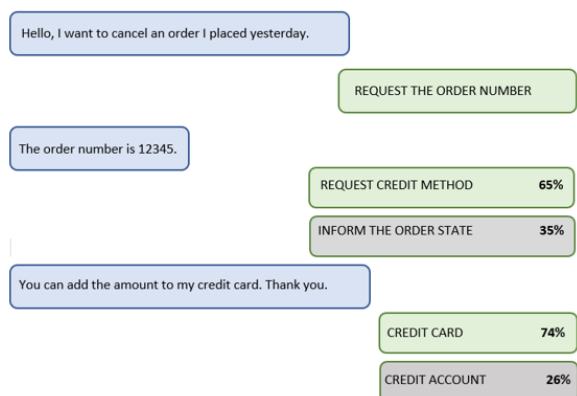 Hello, I want to cancel an order I placed yesterday.
REQUEST THE ORDER NUMBER
The order number is 12345.
REQUEST CREDIT METHOD 65%
INFORM THE ORDER STATE 35%
You can add the amount to my credit card. Thank you.
CREDIT CARD 74%
CREDIT ACCOUNT 26%